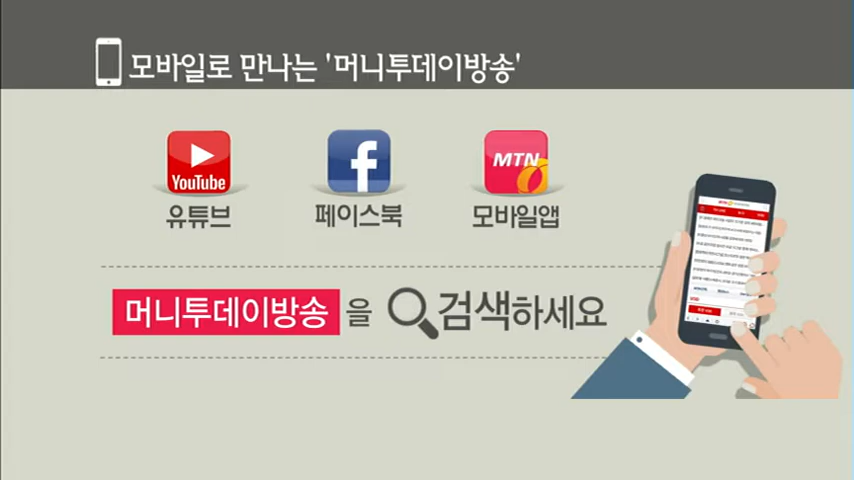 모바일로 만나는 '머니투데이방송'
YouTube
MTN
유튜브
페이스북
모바일앱
머니투데이방송을 검색하세요